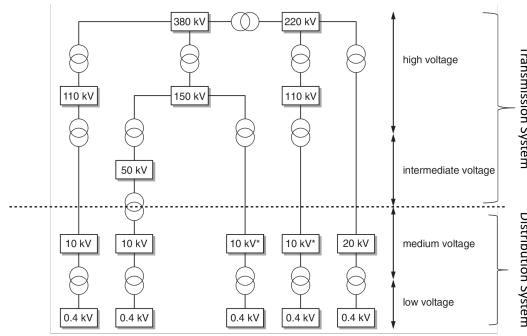 380 kV 220 kV
high voltage
110 kV 150 kV 110 kV
Transmission System
50 kV intermediate voltage
10 kV 10 kV 10 kV* 10 kV* 20 kV medium voltage
Distribution System
0.4 kV 0.4 kV 0.4 kV 0.4 kV 0.4 kV low voltage